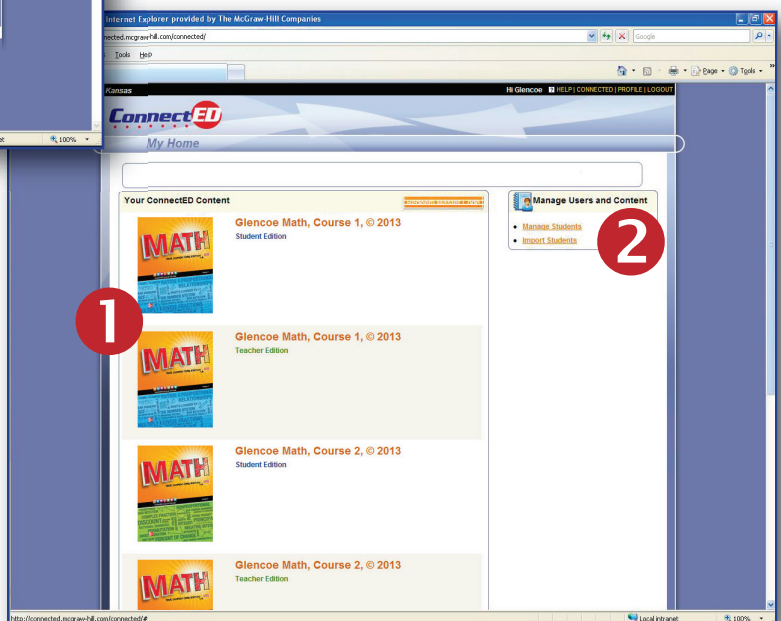 Internet Explorer provided by The McGraw-Hill Companies
nected.mcgraw-hill.com/connected/
Google
Tools Help
Page Tools
et 100%
Kansas
Hi Glencoe HELP | CONNECTED | PROFILE | LOGOUT
ConnectED
My Home
Your ConnectED Content
Manage Users and Content
Manage Students
Import Students
2
1
MATH
Glencoe Math, Course 1, © 2013
Student Edition
MATH
Glencoe Math, Course 1, © 2013
Teacher Edition
MATH
Glencoe Math, Course 2, © 2013
Student Edition
MATH
Glencoe Math, Course 2, © 2013
Teacher Edition
http://connected.mcgraw-hill.com/connected/#
Local intranet
100%